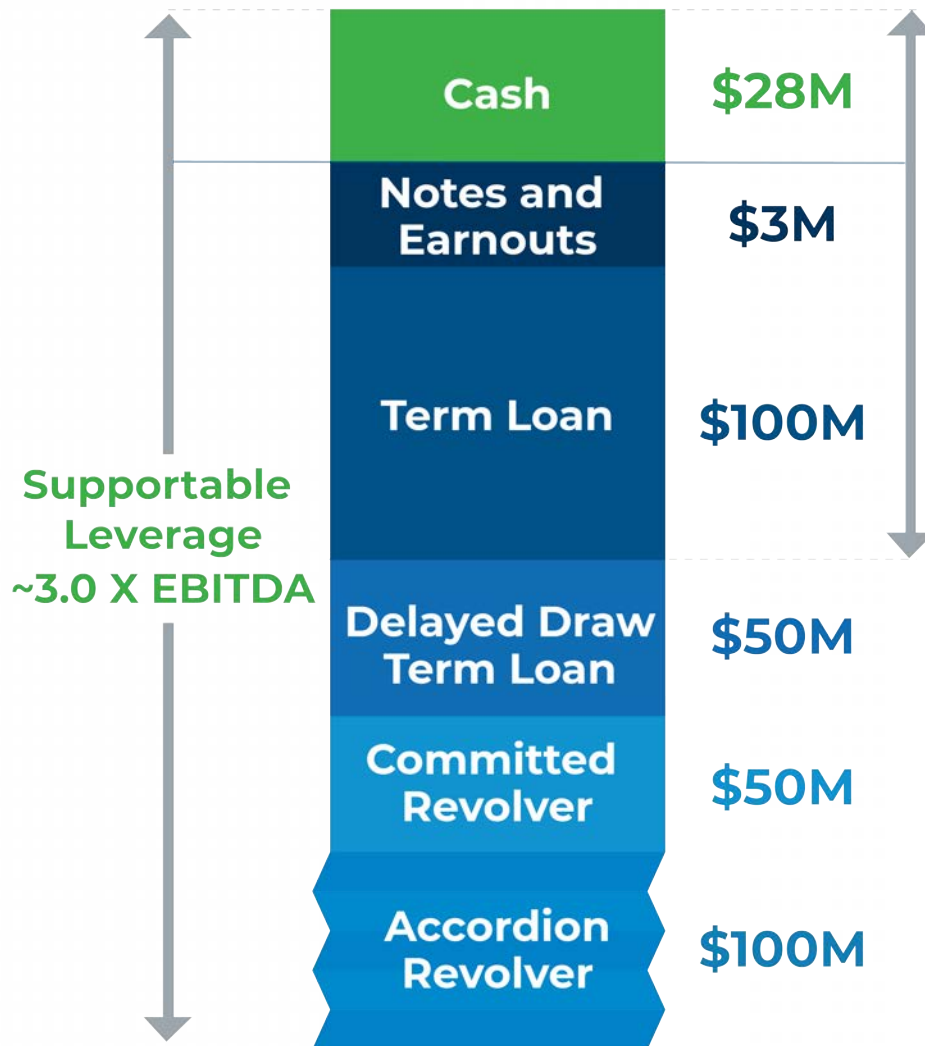 Cash
$28M
Notes and
Earnouts
$3M
Term Loan
$100M
Supportable
Leverage
~3.0 X EBITDA
Delayed Draw
Term Loan
$50M
Committed
Revolver
$50M
Accordion
Revolver
$100M